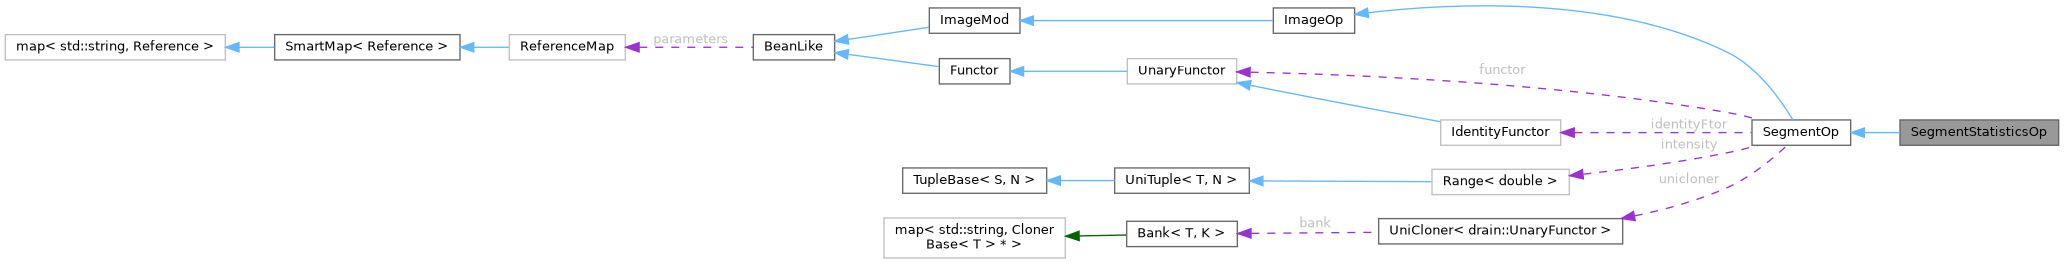 map< std::string, Reference >
SmartMap< Reference >
ReferenceMap
parameters
BeanLike
ImageMod
ImageOp
Functor
UnaryFunctor
functor
IdentityFunctor
identityFtor
intensity
SegmentOp
SegmentStatisticsOp
TupleBase< S, N >
UniTuple< T, N >
Range< double >
unicloner
map< std::string, Cloner
Base< T > * >
Bank< T, K >
bank
UniCloner< drain::UnaryFunctor >